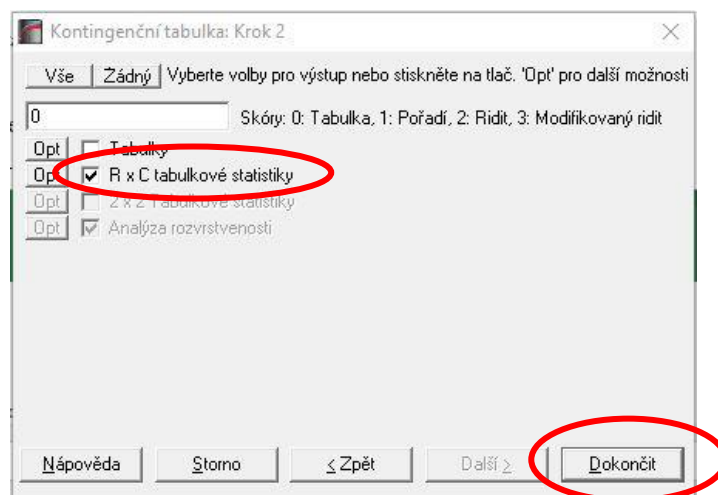 Kontingenční tabulka: Krok 2
Vše Žádný Vyberte volby pro výstup nebo stiskněte na tlač. 'Opt' pro další možnosti
0 Skóry: 0: Tabulka, 1: Pořadí, 2: Ridit, 3: Modifikovaný ridit
Opt Tabulky
Opt R x C tabulkové statistiky
Opt 2 x 2 Tabulkové statistiky
Opt Analýza rozvrstvenosti
Nápověda Storno < Zpět Další > Dokončit